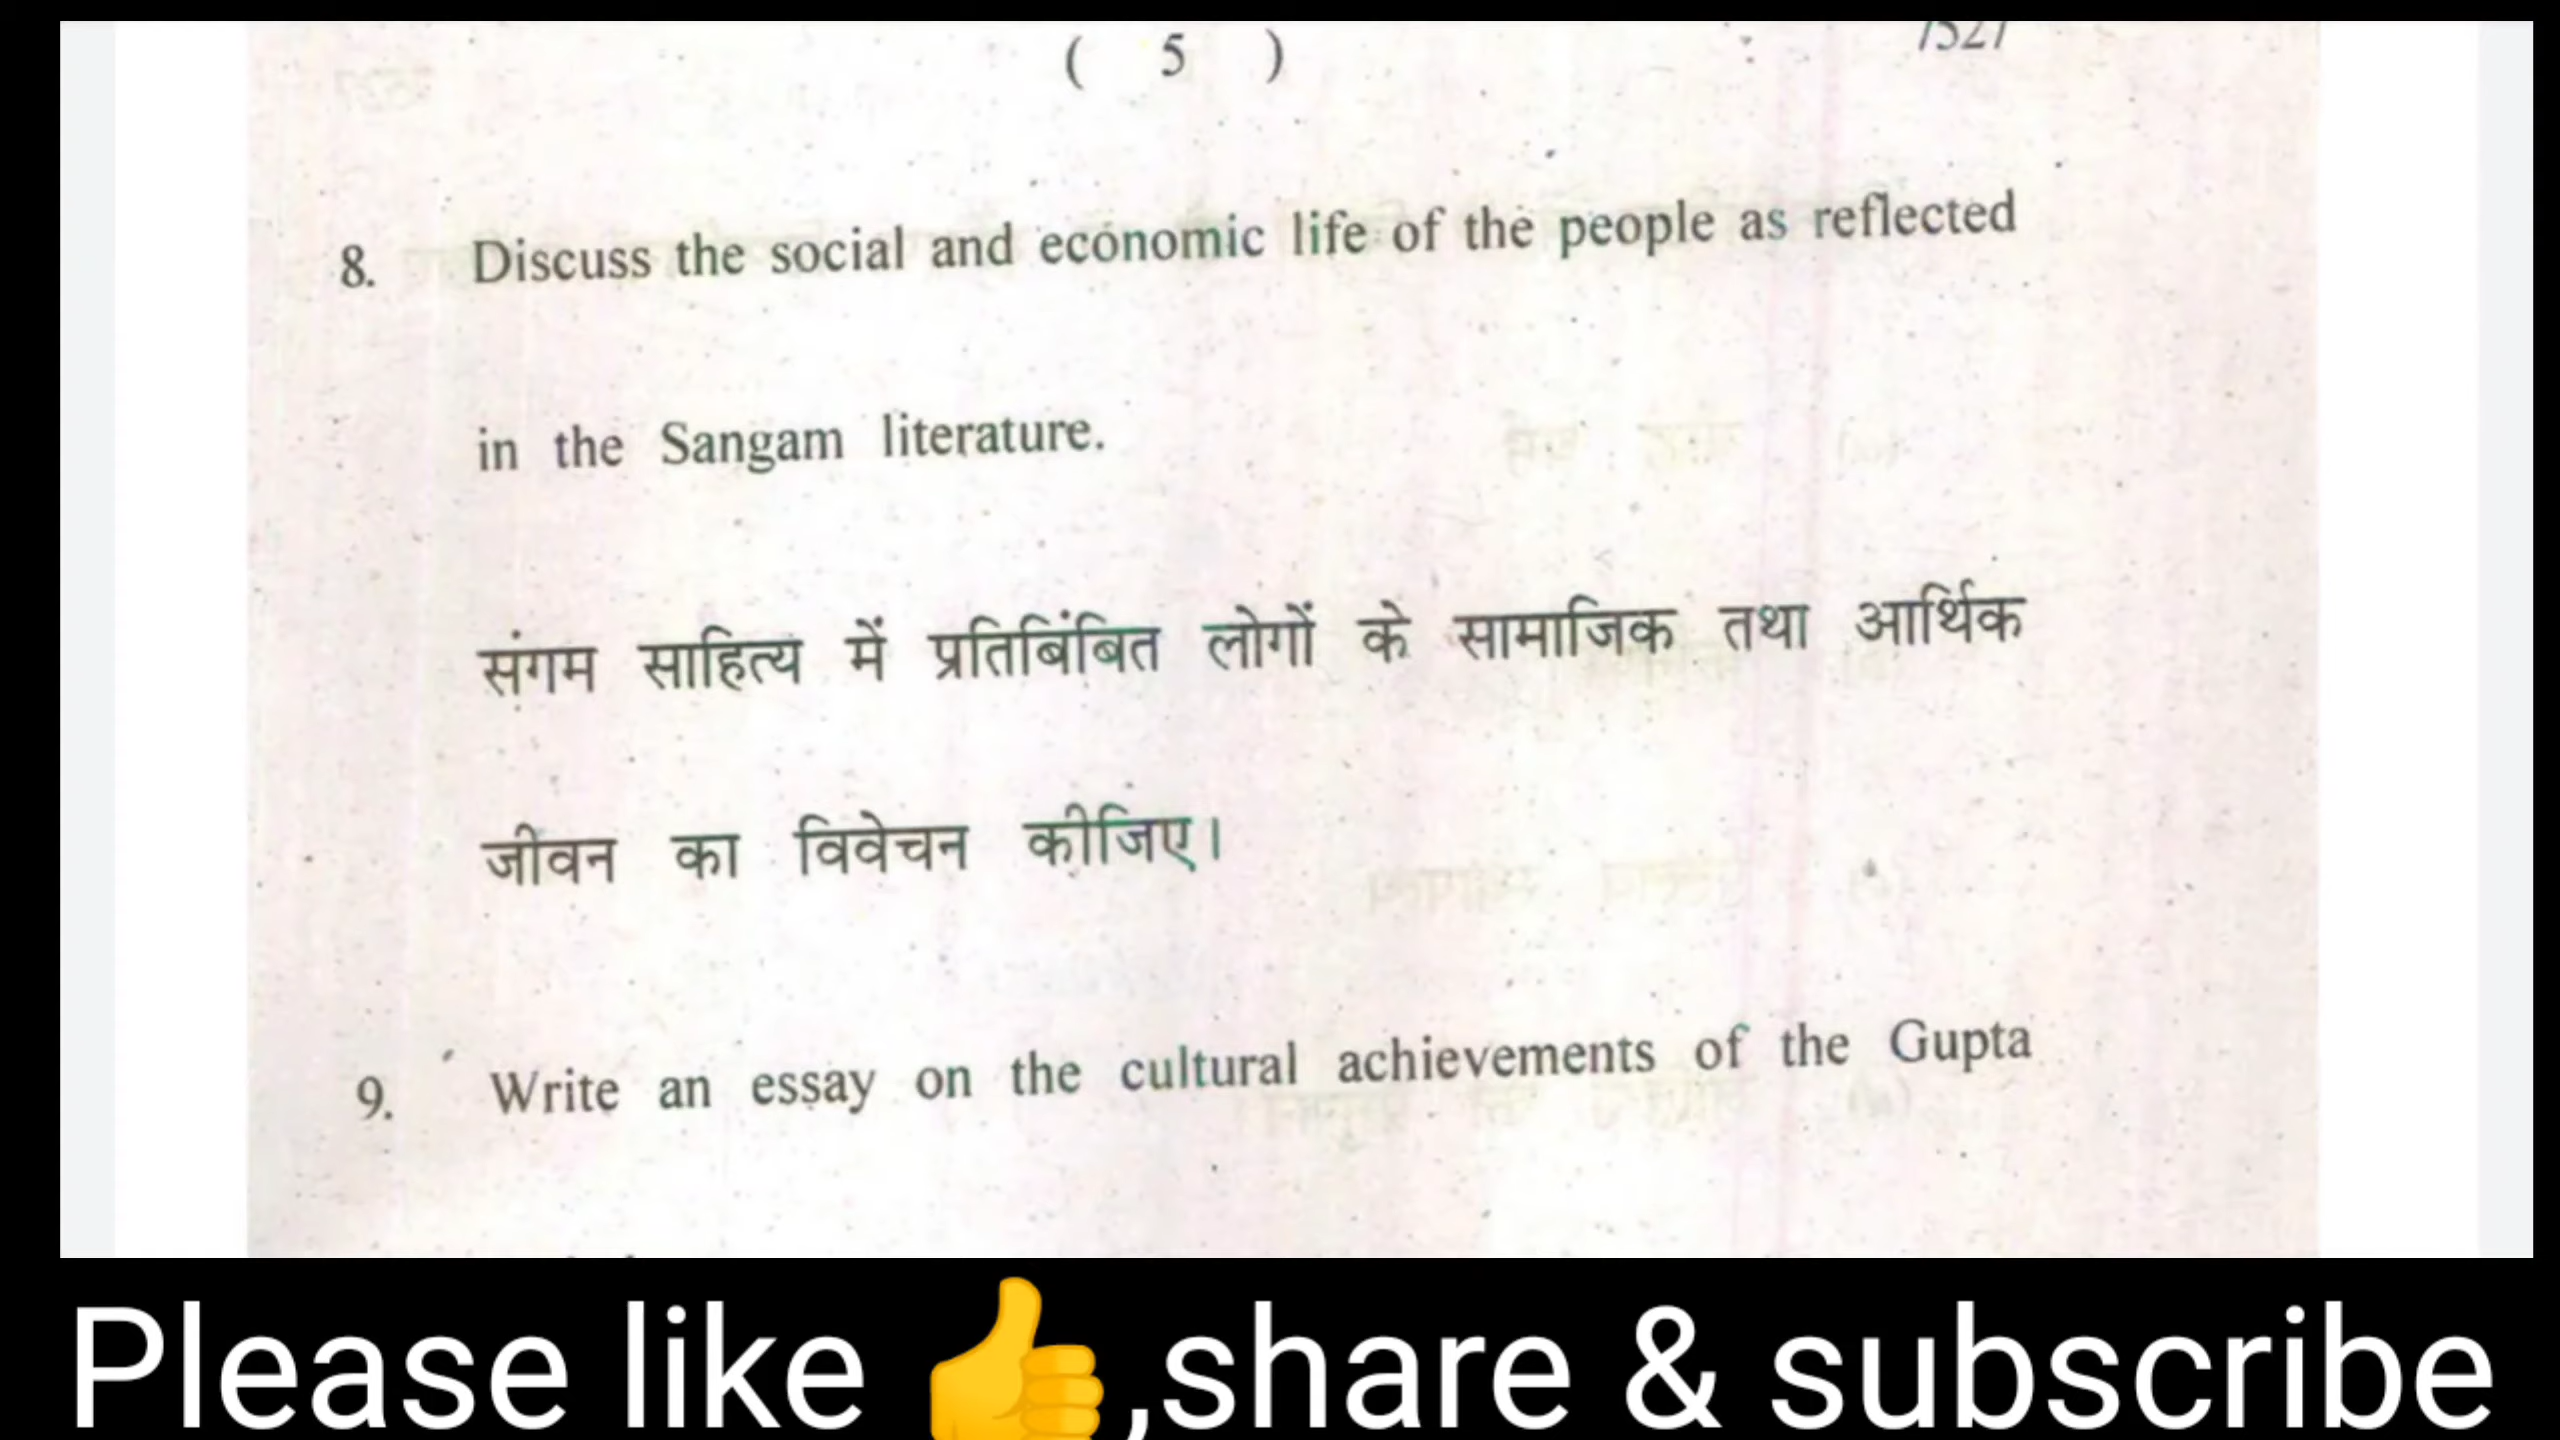 ( 5 )
8. Discuss the social and economic life of the people as reflected
in the Sangam literature.
संगम साहित्य में प्रतिबिंबित लोगों के सामाजिक तथा आर्थिक
जीवन का विवेचन कीजिए।
9. Write an essay on the cultural achievements of the Gupta
Please like 👍,share & subscribe